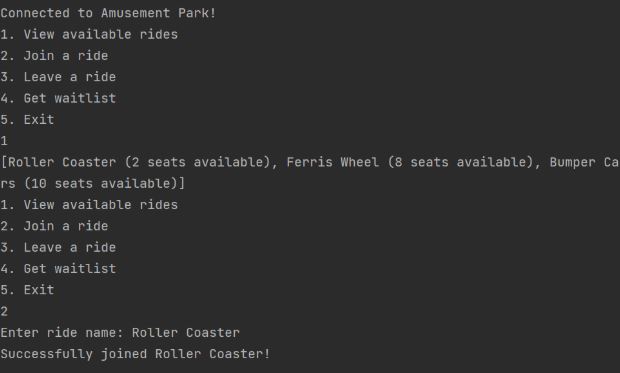 Connected to Amusement Park!
1. View available rides
2. Join a ride
3. Leave a ride
4. Get waitlist
5. Exit
1
[Roller Coaster (2 seats available), Ferris Wheel (8 seats available), Bumper Ca
rs (10 seats available)]
1. View available rides
2. Join a ride
3. Leave a ride
4. Get waitlist
5. Exit
2
Enter ride name: Roller Coaster
Successfully joined Roller Coaster!